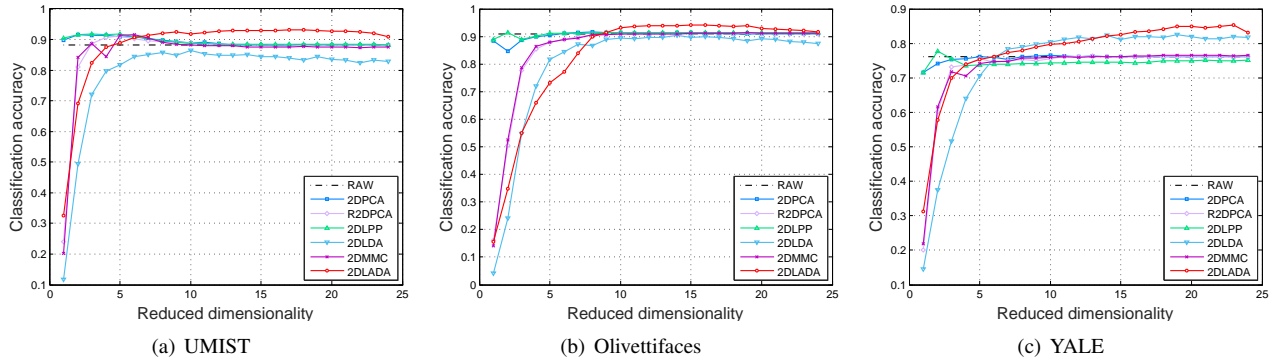 1
0.9
0.8
0.7
0.6
0.5
0.4
0.3
0.2
0.1
0 5 10 15 20 25
Reduced dimensionality
Classification accuracy
RAW
2DPCA
R2DPCA
2DLPP
2DLDA
2DMMC
2DLADA
(a) UMIST
1
0.9
0.8
0.7
0.6
0.5
0.4
0.3
0.2
0.1
0
0 5 10 15 20 25
Reduced dimensionality
Classification accuracy
RAW
2DPCA
R2DPCA
2DLPP
2DLDA
2DMMC
2DLADA
(b) Olivettifaces
0.9
0.8
0.7
0.6
0.5
0.4
0.3
0.2
0.1
0 5 10 15 20 25
Reduced dimensionality
Classification accuracy
RAW
2DPCA
R2DPCA
2DLPP
2DLDA
2DMMC
2DLADA
(c) YALE